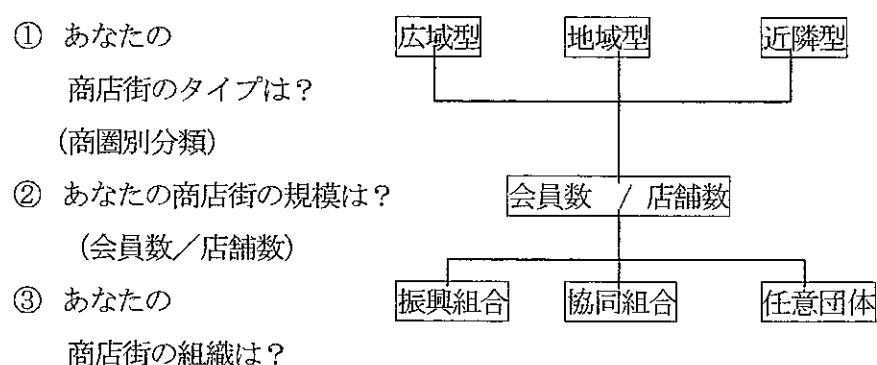 ① あなたの
商店街のタイプは？
(商圏別分類)
広域型 地域型 近隣型
② あなたの商店街の規模は？
(会員数／店舗数)
会員数 / 店舗数
③ あなたの
商店街の組織は？
振興組合 協同組合 任意団体